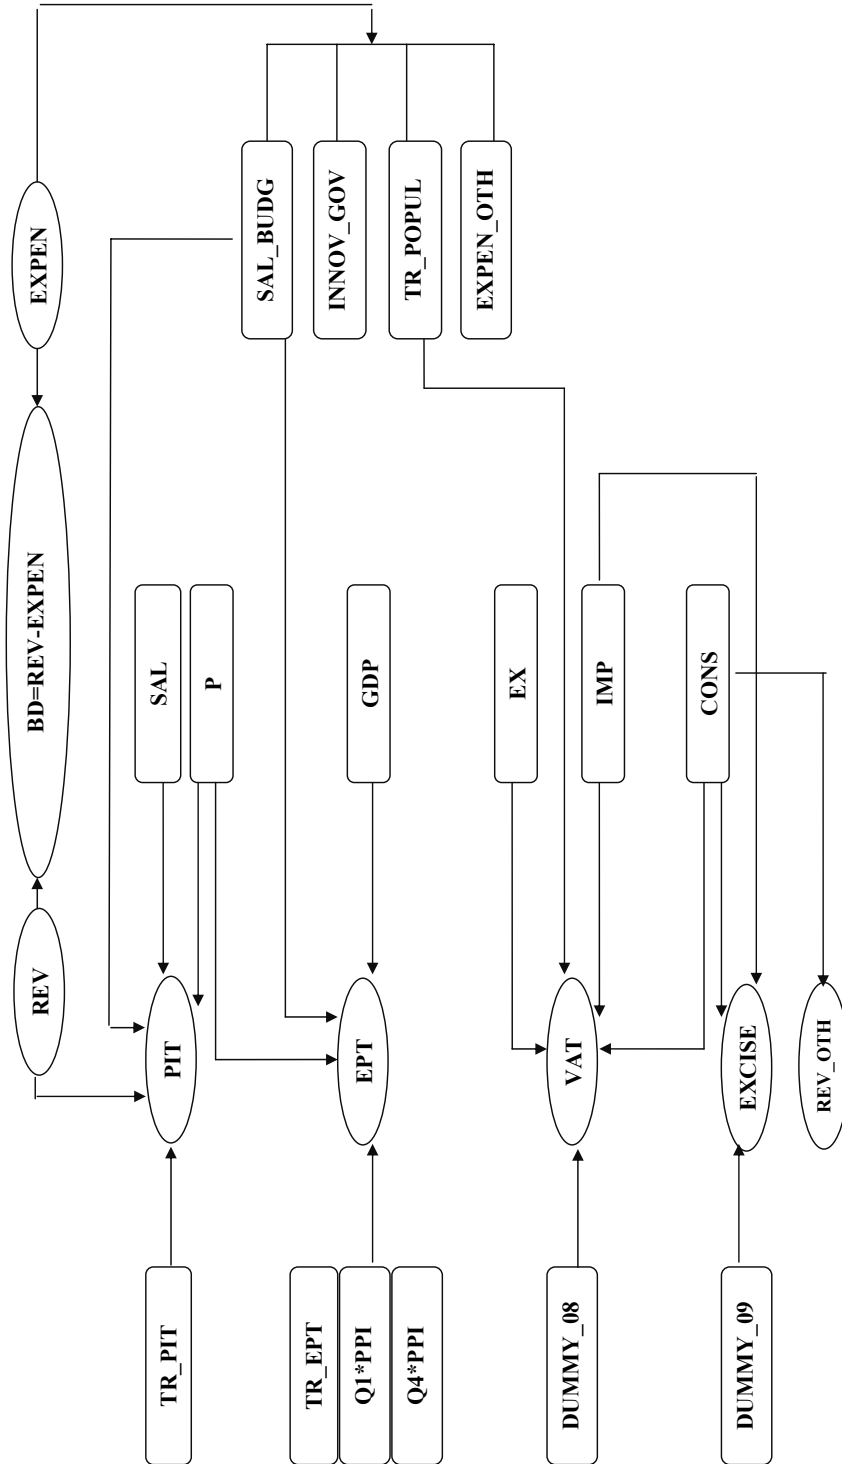 REV
BD=REV-EXPEN
EXPEN
TR_PIT
PIT
SAL
P
SAL_BUDG
INNOV_GOV
TR_POPUL
EXPEN_OTH
TR_EPT
Q1*PPI
Q4*PPI
EPT
GDP
DUMMY_08
VAT
EX
IMP
CONS
DUMMY_09
EXCISE
REV_OTH